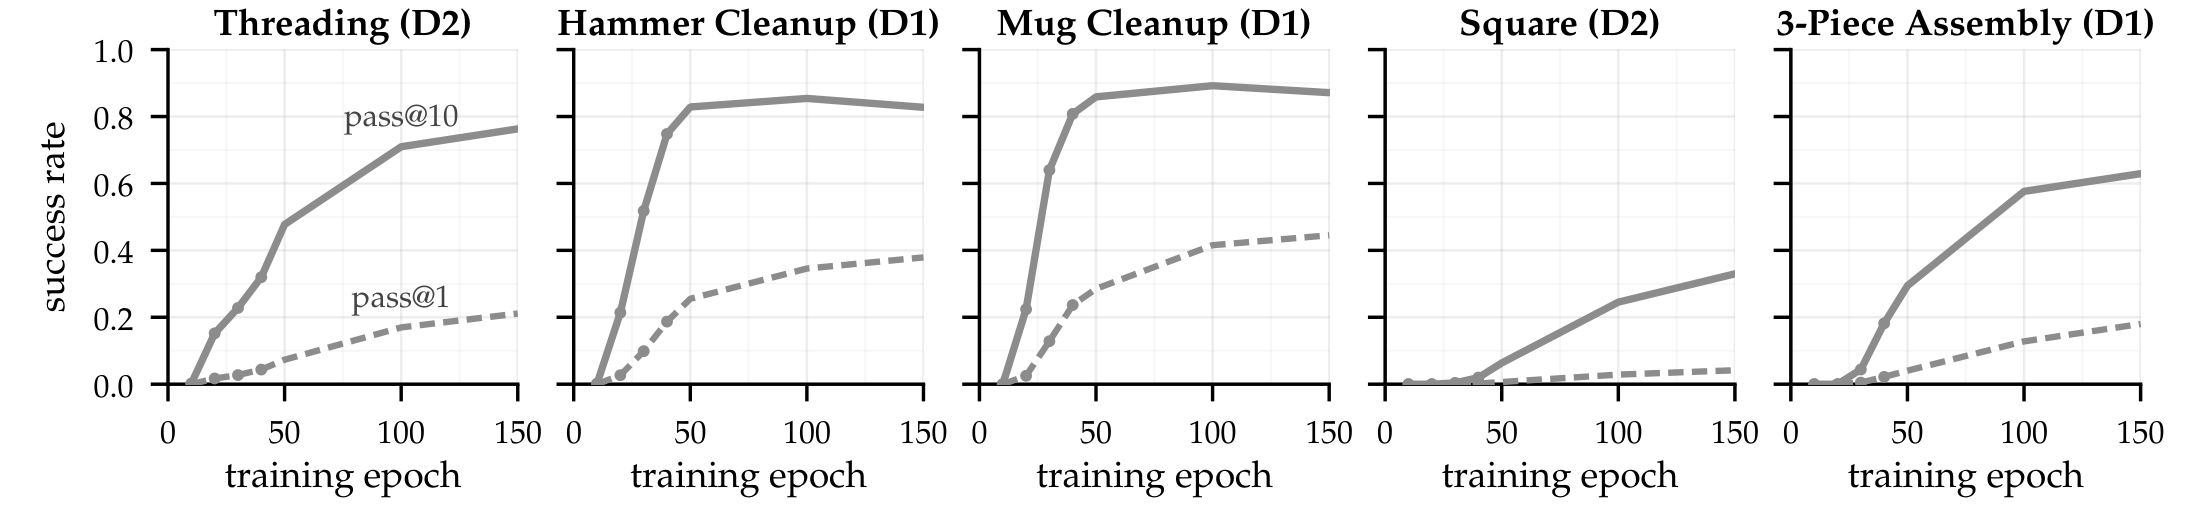 Threading (D2)
Hammer Cleanup (D1)
Mug Cleanup (D1)
Square (D2)
3-Piece Assembly (D1)
success rate
1.0
0.8
0.6
0.4
0.2
0.0
pass@10
pass@1
0 50 100 150
0 50 100 150
0 50 100 150
0 50 100 150
0 50 100 150
training epoch
training epoch
training epoch
training epoch
training epoch